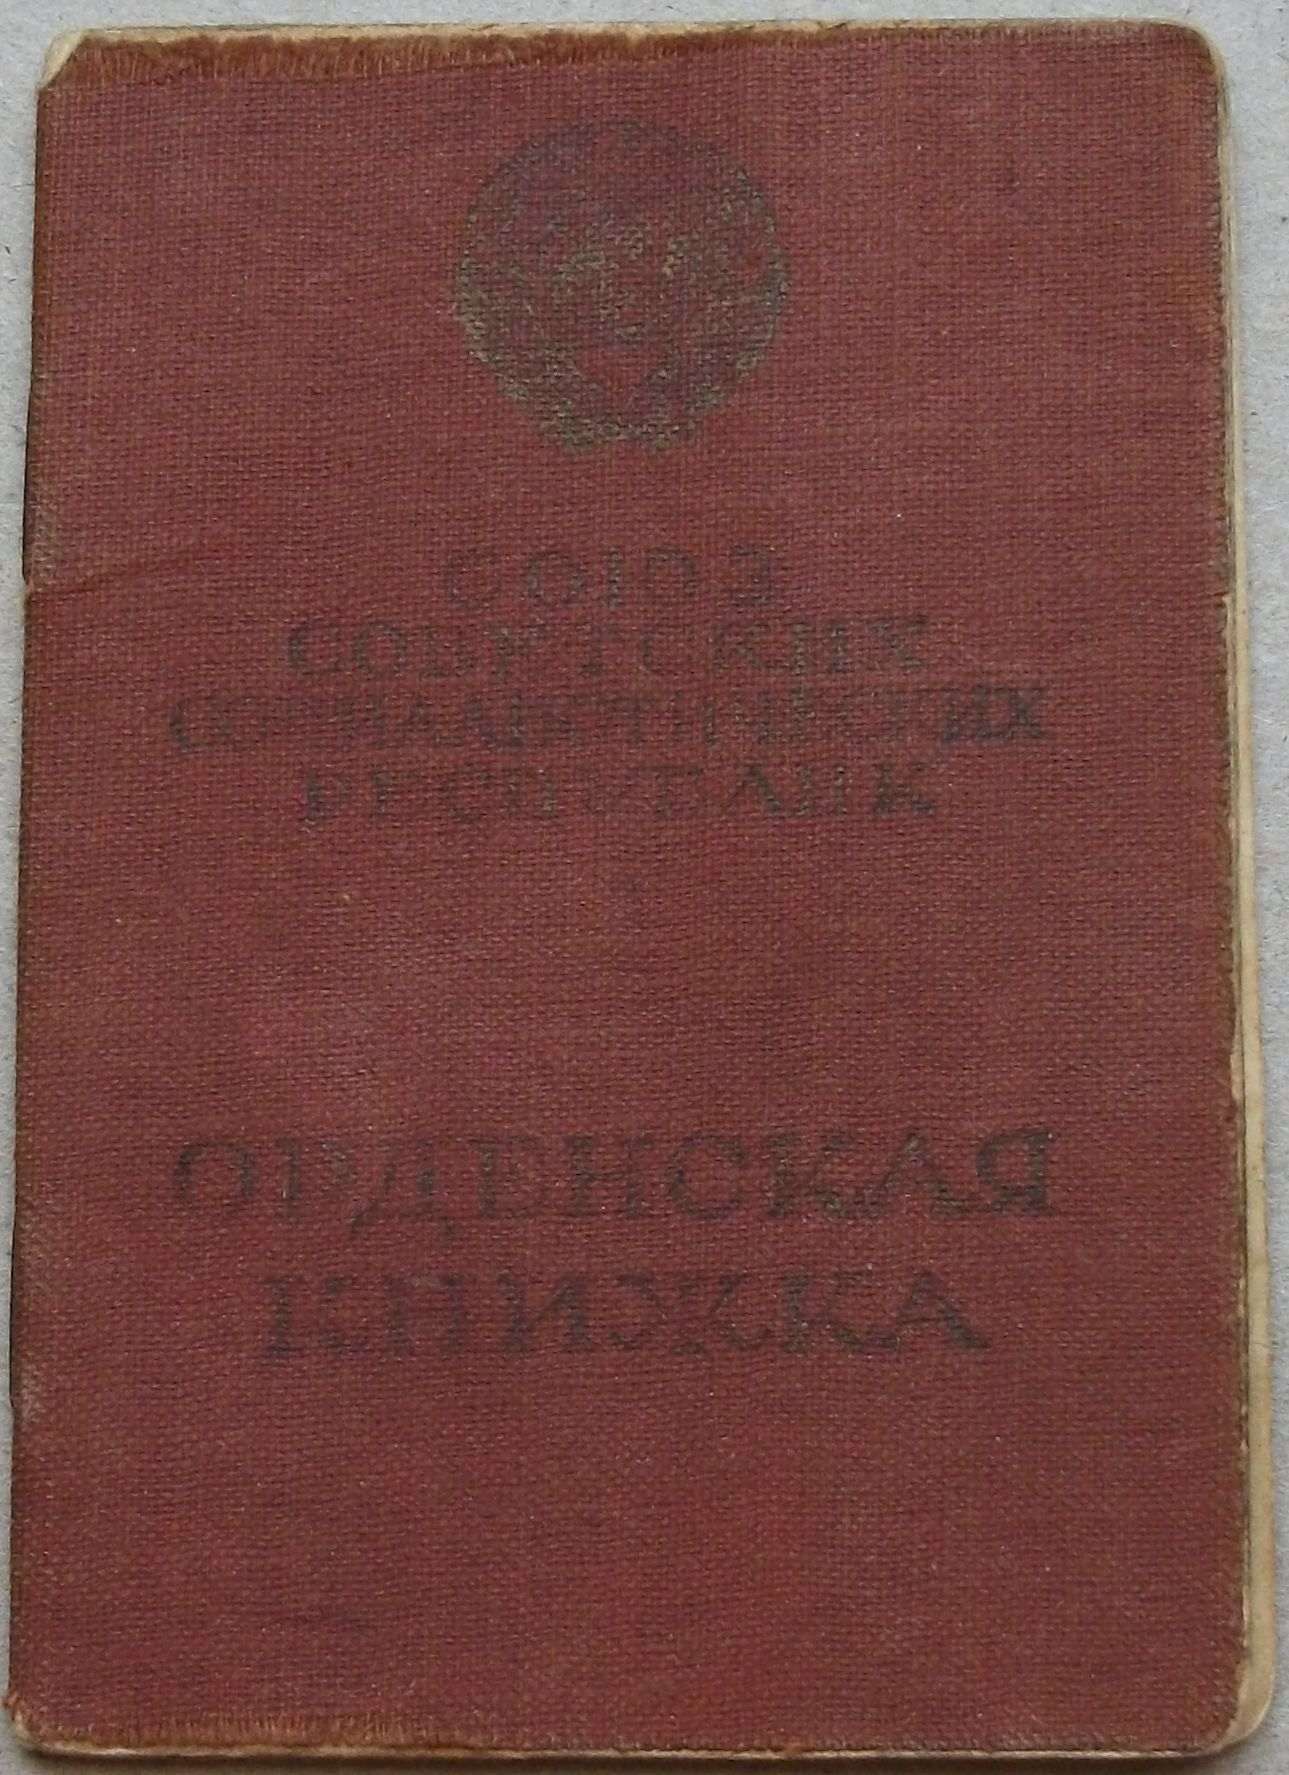 СОЮЗ
СОВЕТСКИХ
СОЦИАЛИСТИЧЕСКИХ
РЕСПУБЛИК
ОРДЕНСКАЯ
КНИЖКА